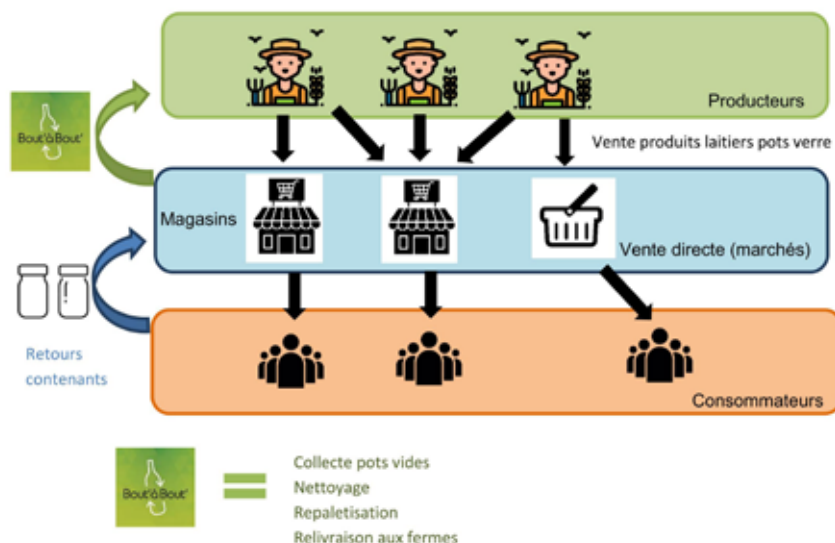 Bout'à Bout'
Producteurs
Vente produits laitiers pots verre
Magasins
Vente directe (marchés)
Retours
contenants
Consommateurs
Bout'à Bout'
Collecte pots vides
Nettoyage
Repaletisation
Relivraison aux fermes